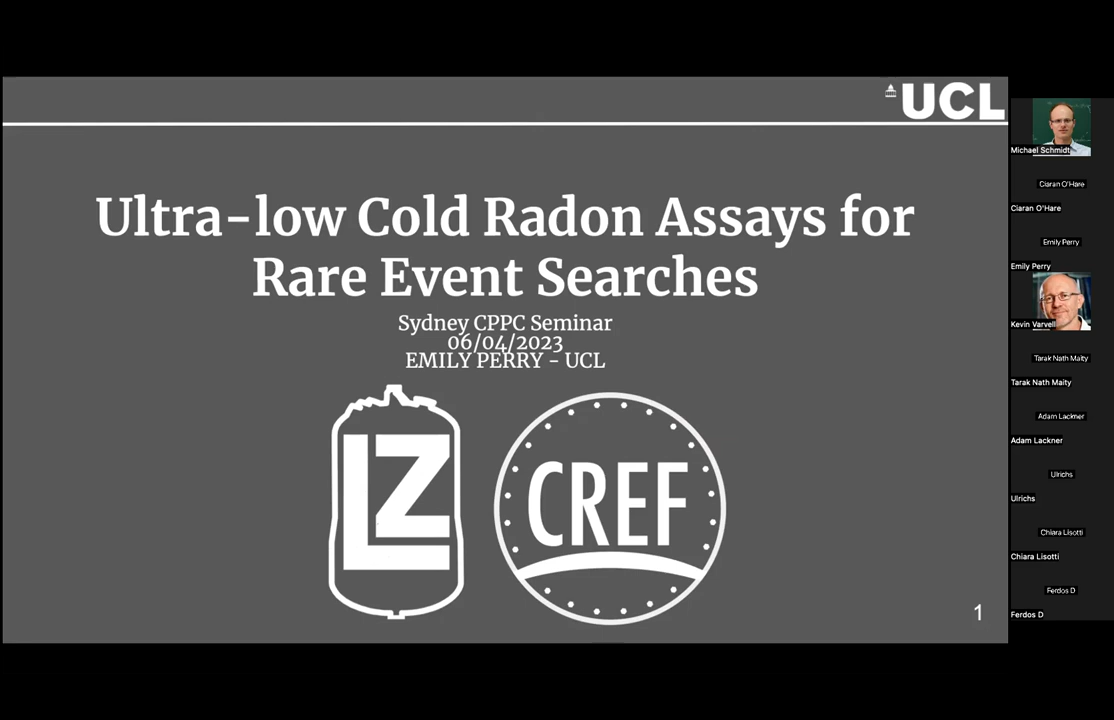 UCL
Ultra-low Cold Radon Assays for
Rare Event Searches
Sydney CPPC Seminar
06/04/2023
EMILY PERRY - UCL
LZ
CREF
1
Michael Schmidt
Ciaran O'Hare
Ciaran O'Hare
Emily Perry
Emily Perry
Kevin Varvell
Tarak Nath Maity
Tarak Nath Maity
Adam Lackner
Adam Lackner
Ulrichs
Ulrichs
Chiara Lisotti
Chiara Lisotti
Ferdos D
Ferdos D